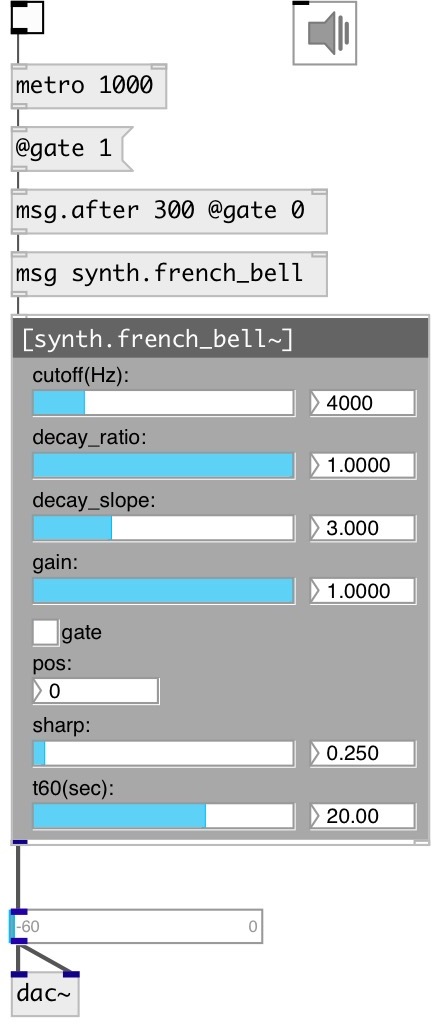 metro 1000
@gate 1
msg.after 300 @gate 0
msg synth.french_bell
[synth.french_bell~]
cutoff(Hz):
4000
decay_ratio:
1.0000
decay_slope:
3.000
gain:
1.0000
gate
pos:
0
sharp:
0.250
t60(sec):
20.00
-60 0
dac~